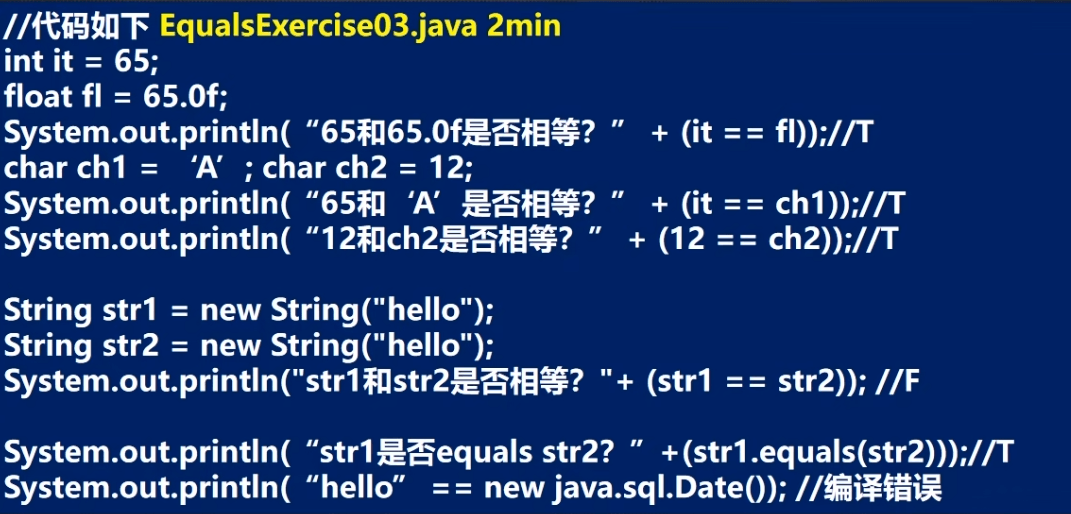 //代码如下 EqualsExercise03.java 2min
int it = 65;
float fl = 65.0f;
System.out.println(“65和65.0f是否相等？” + (it == fl));//T
char ch1 = ‘A’; char ch2 = 12;
System.out.println(“65和‘A’是否相等？” + (it == ch1));//T
System.out.println(“12和ch2是否相等？” + (12 == ch2));//T
String str1 = new String("hello");
String str2 = new String("hello");
System.out.println("str1和str2是否相等？"+ (str1 == str2)); //F
System.out.println(“str1是否equals str2？”+(str1.equals(str2)));//T
System.out.println(“hello” == new java.sql.Date()); //编译错误